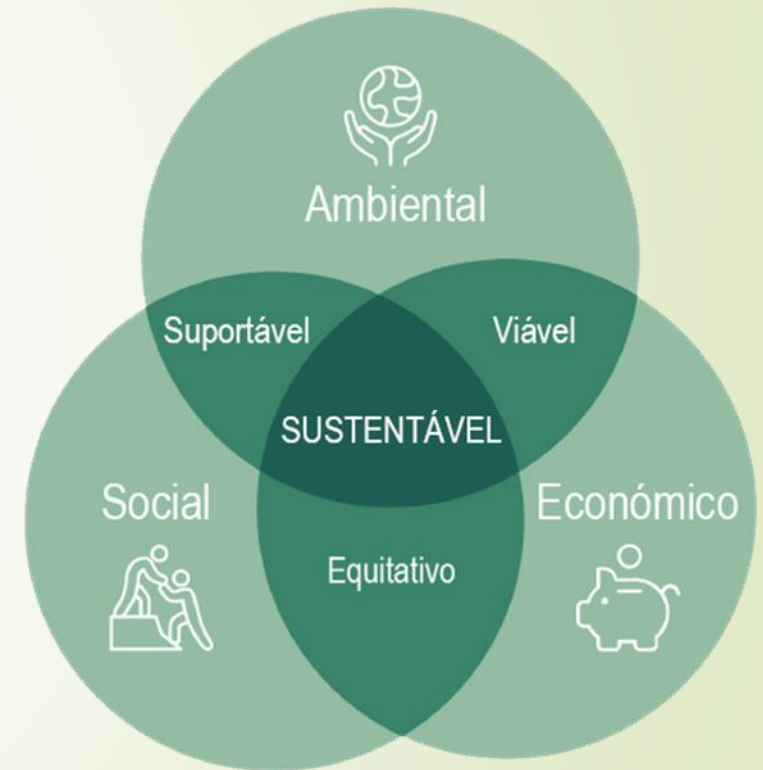 Ambiental
Suportável
Viável
SUSTENTÁVEL
Social
Económico
Equitativo